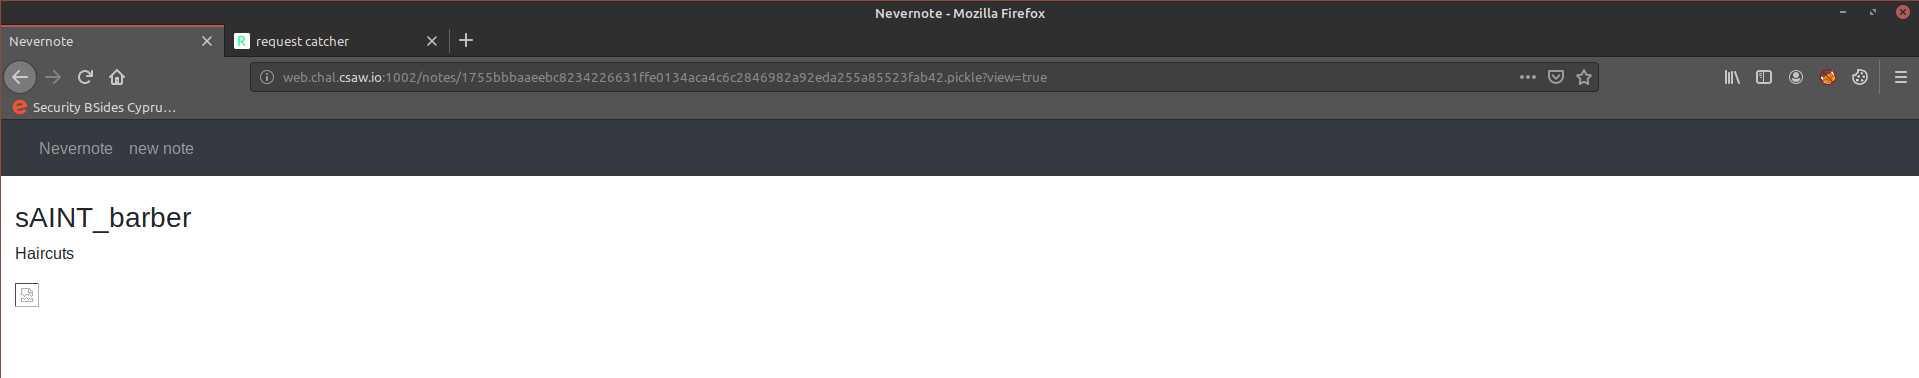 Nevernote - Mozilla Firefox
Nevernote
R request catcher
web.chal.csaw.io:1002/notes/1755bbbaaeebc8234226631ffe0134aca4c6c2846982a92eda255a85523fab42.pickle?view=true
Security BSides Cypru...
Nevernote new note
sAINT_barber
Haircuts